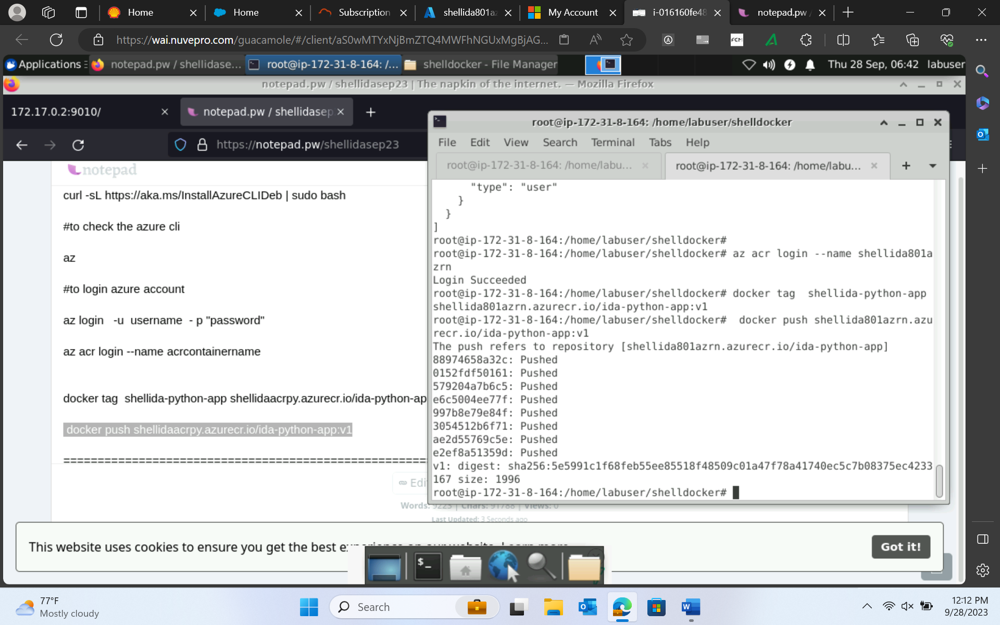 Home
Home
Subscription
shellida801az
My Account
i-016160fe48
notepad.pw /
https://wai.nuvepro.com/guacamole/#/client/aS0wMTYxNjBmZTQ4MWFhNGUxMgBjAG...
FCM
Applications
notepad.pw / shellidase...
root@ip-172-31-8-164: /...
shelldocker - File Manager
Thu 28 Sep, 06:42 labuser
notepad.pw / shellidasep23 | The napkin of the internet. — Mozilla Firefox
172.17.0.2:9010/
notepad.pw / shellidasep
https://notepad.pw/shellidasep23
notepad
curl -sL https://aka.ms/InstallAzureCLIDeb | sudo bash
#to check the azure cli
az
#to login azure account
az login   -u  username  - p "password"
az acr login --name acrcontainername
docker tag  shellida-python-app shellidaacrpy.azurecr.io/ida-python-ap
docker push shellidaacrpy.azurecr.io/ida-python-app:v1
======================================================
Edi
Words: 9223 | Chars: 91788 | Views: 0
Last Updated: 3 Seconds ago
root@ip-172-31-8-164: /home/labuser/shelldocker
File Edit View Search Terminal Tabs Help
root@ip-172-31-8-164: /home/labu...
root@ip-172-31-8-164: /home/labu...
"type": "user"
}
}
]
root@ip-172-31-8-164:/home/labuser/shelldocker#
root@ip-172-31-8-164:/home/labuser/shelldocker# az acr login --name shellida801a
zrn
Login Succeeded
root@ip-172-31-8-164:/home/labuser/shelldocker# docker tag  shellida-python-app
shellida801azrn.azurecr.io/ida-python-app:v1
root@ip-172-31-8-164:/home/labuser/shelldocker#  docker push shellida801azrn.azu
recr.io/ida-python-app:v1
The push refers to repository [shellida801azrn.azurecr.io/ida-python-app]
88974658a32c: Pushed
0152fdf50161: Pushed
579204a7b6c5: Pushed
e6c5004ee77f: Pushed
997b8e79e84f: Pushed
3054512b6f71: Pushed
ae2d55769c5e: Pushed
e2ef8a51359d: Pushed
v1: digest: sha256:5e5991c1f68feb55ee85518f48509c01a47f78a41740ec5c7b08375ec4233
167 size: 1996
root@ip-172-31-8-164:/home/labuser/shelldocker#
This website uses cookies to ensure you get the best experience on our website. Learn more
Got it!
77°F
Mostly cloudy
Search
12:12 PM
9/28/2023